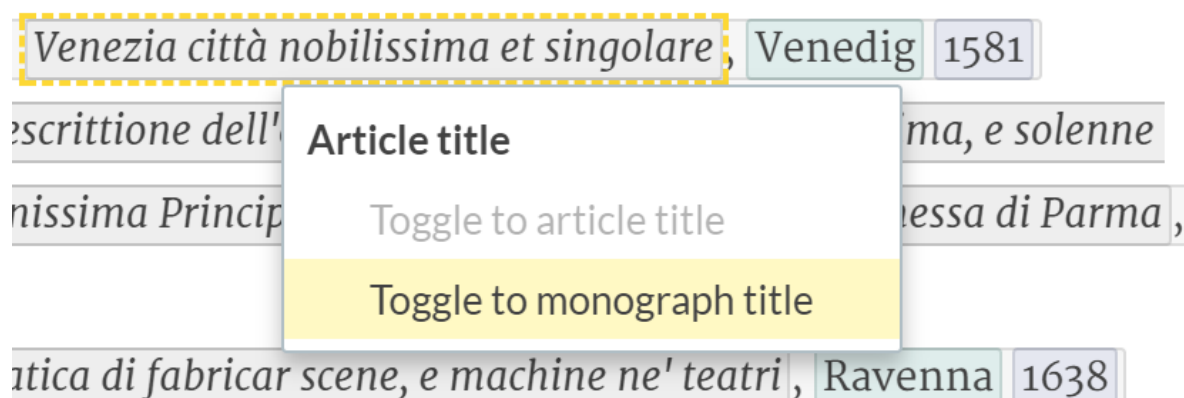 Venezia città nobilissima et singolare, Venedig 1581
escrittione dell' ma, e solenne
Article title
nissima Princip essa di Parma,
Toggle to article title
Toggle to monograph title
atica di fabricar scene, e machine ne' teatri, Ravenna 1638